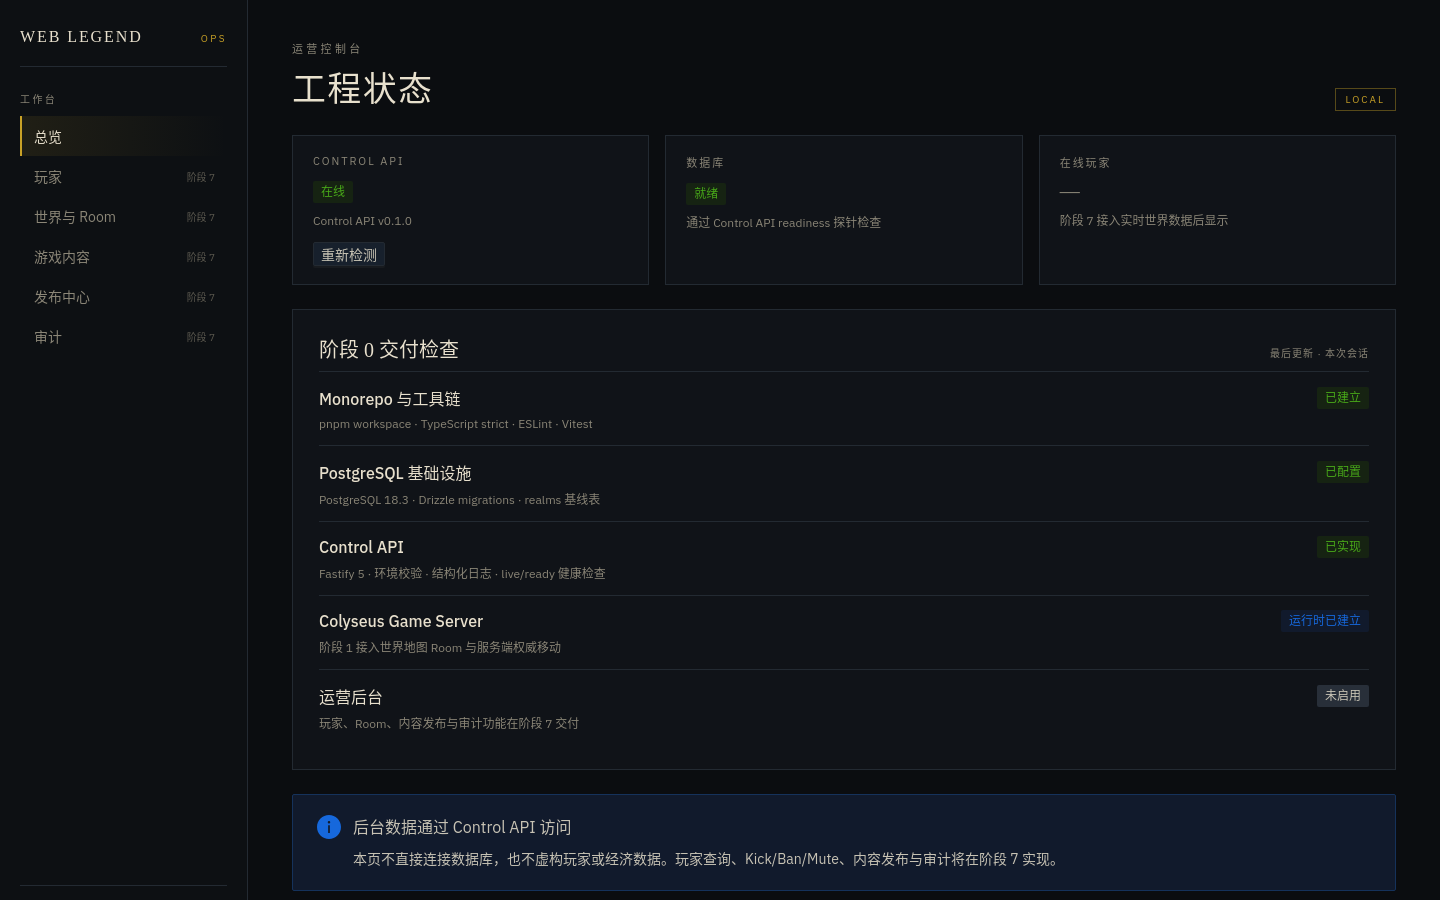 WEB LEGEND
OPS
工作台
总览
玩家 阶段 7
世界与 Room 阶段 7
游戏内容 阶段 7
发布中心 阶段 7
审计 阶段 7
运营控制台
工程状态
LOCAL
CONTROL API
在线
Control API v0.1.0
重新检测
数据库
就绪
通过 Control API readiness 探针检查
在线玩家
—
阶段 7 接入实时世界数据后显示
阶段 0 交付检查
最后更新 · 本次会话
Monorepo 与工具链
已建立
pnpm workspace · TypeScript strict · ESLint · Vitest
PostgreSQL 基础设施
已配置
PostgreSQL 18.3 · Drizzle migrations · realms 基线表
Control API
已实现
Fastify 5 · 环境校验 · 结构化日志 · live/ready 健康检查
Colyseus Game Server
运行时已建立
阶段 1 接入世界地图 Room 与服务端权威移动
运营后台
未启用
玩家、Room、内容发布与审计功能在阶段 7 交付
后台数据通过 Control API 访问
本页不直接连接数据库，也不虚构玩家或经济数据。玩家查询、Kick/Ban/Mute、内容发布与审计将在阶段 7 实现。